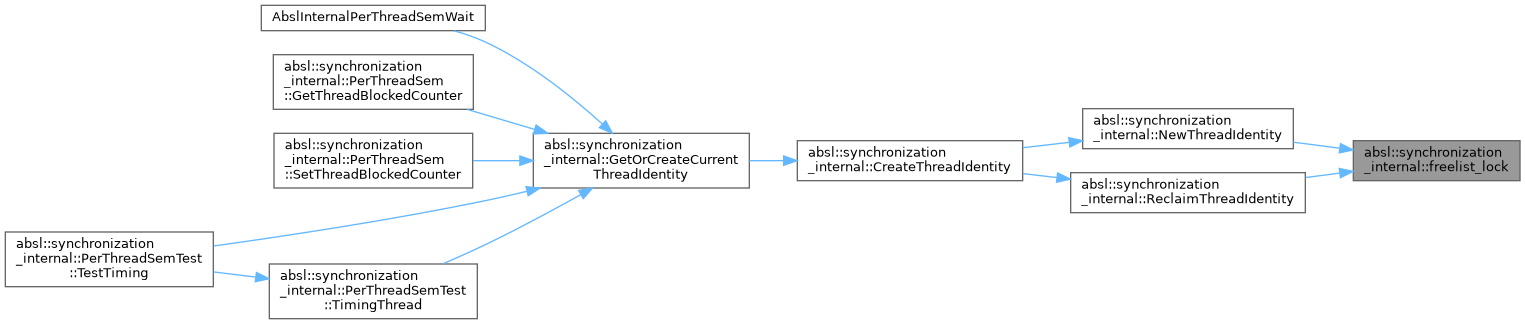 AbslInternalPerThreadSemWait
absl::synchronization
_internal::PerThreadSem
::GetThreadBlockedCounter
absl::synchronization
_internal::PerThreadSem
::SetThreadBlockedCounter
absl::synchronization
_internal::PerThreadSemTest
::TestTiming
absl::synchronization
_internal::PerThreadSemTest
::TimingThread
absl::synchronization
_internal::GetOrCreateCurrent
ThreadIdentity
absl::synchronization
_internal::CreateThreadIdentity
absl::synchronization
_internal::NewThreadIdentity
absl::synchronization
_internal::ReclaimThreadIdentity
absl::synchronization
_internal::freelist_lock